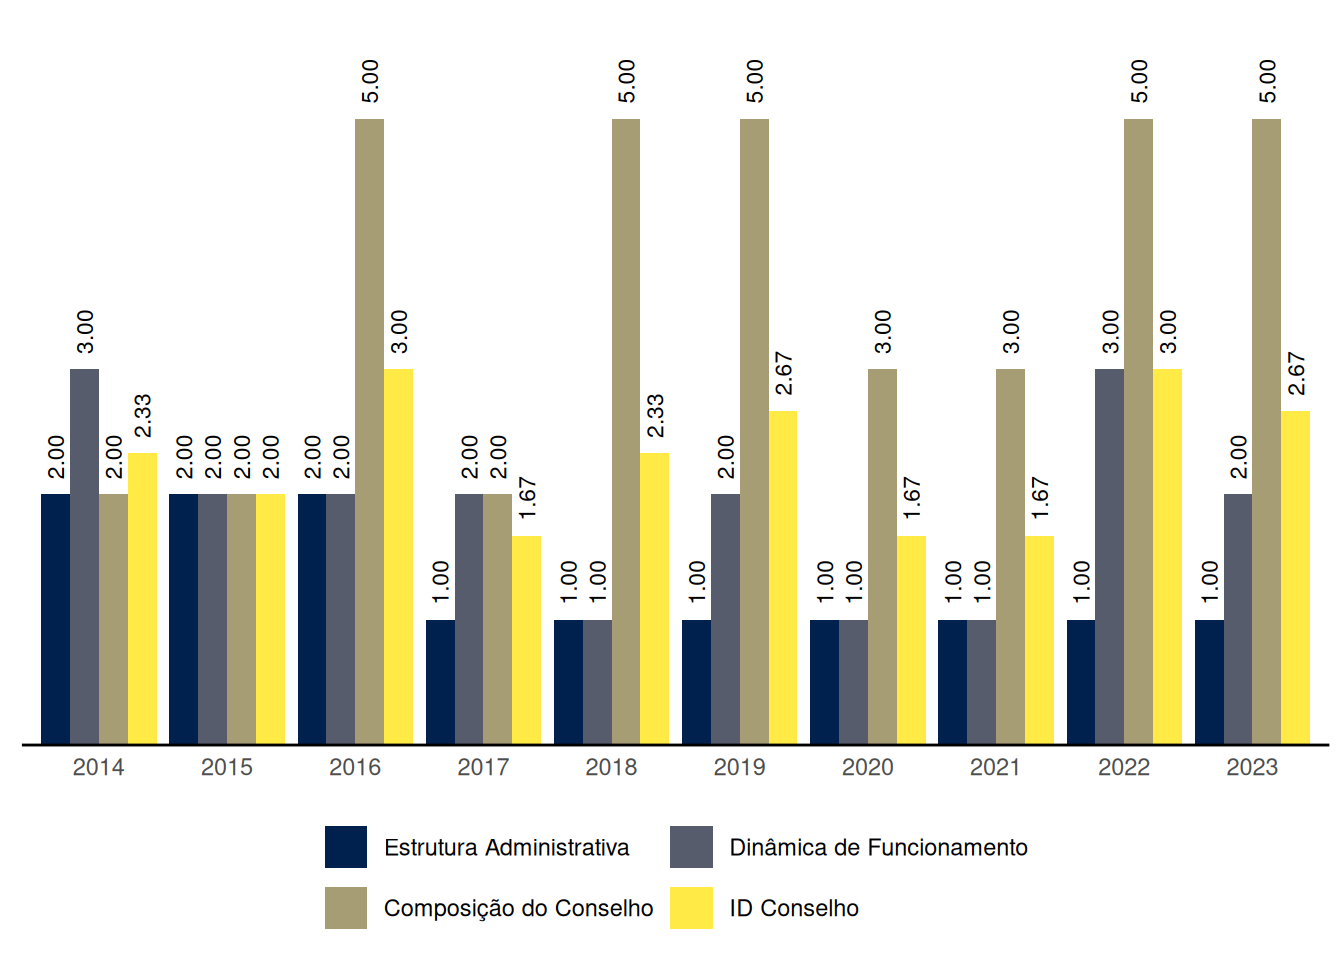 5.00 5.00 5.00 5.00 5.00
3.00 3.00 3.00 3.00 3.00 3.00
2.67 2.67
2.33 2.33
2.00 2.00 2.00 2.00 2.00 2.00 2.00 2.00 2.00 2.00 2.00 2.00
1.67 1.67 1.67
1.00 1.00 1.00 1.00 1.00 1.00 1.00 1.00 1.00 1.00
2014 2015 2016 2017 2018 2019 2020 2021 2022 2023
Estrutura Administrativa Dinâmica de Funcionamento
Composição do Conselho ID Conselho